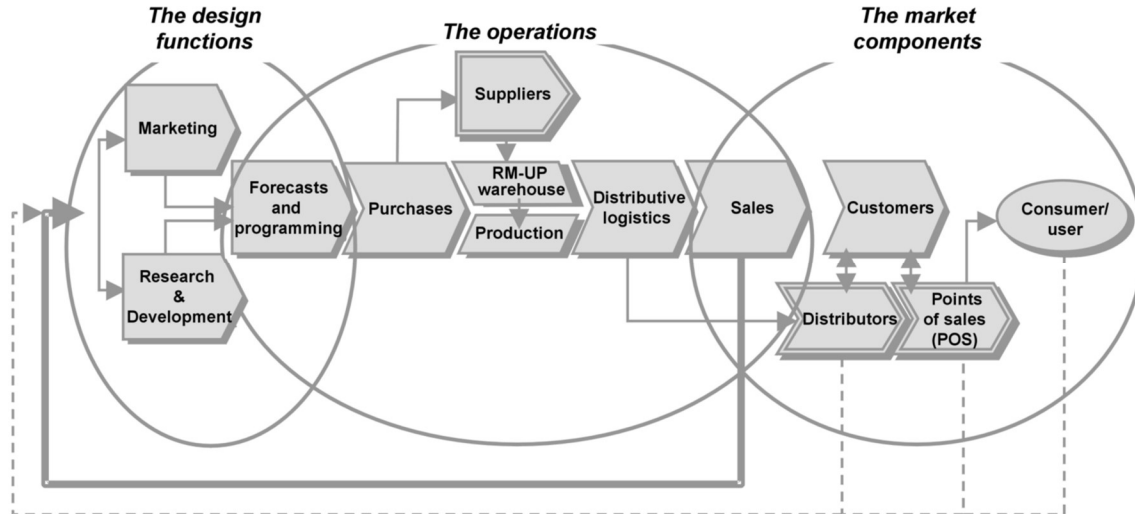 The design
functions
The operations
The market
components
Suppliers
Marketing
RM-UP
warehouse
Forecasts
and
programming
Purchases
Production
Distributive
logistics
Sales
Customers
Consumer/
user
Research
&
Development
Distributors
Points
of sales
(POS)